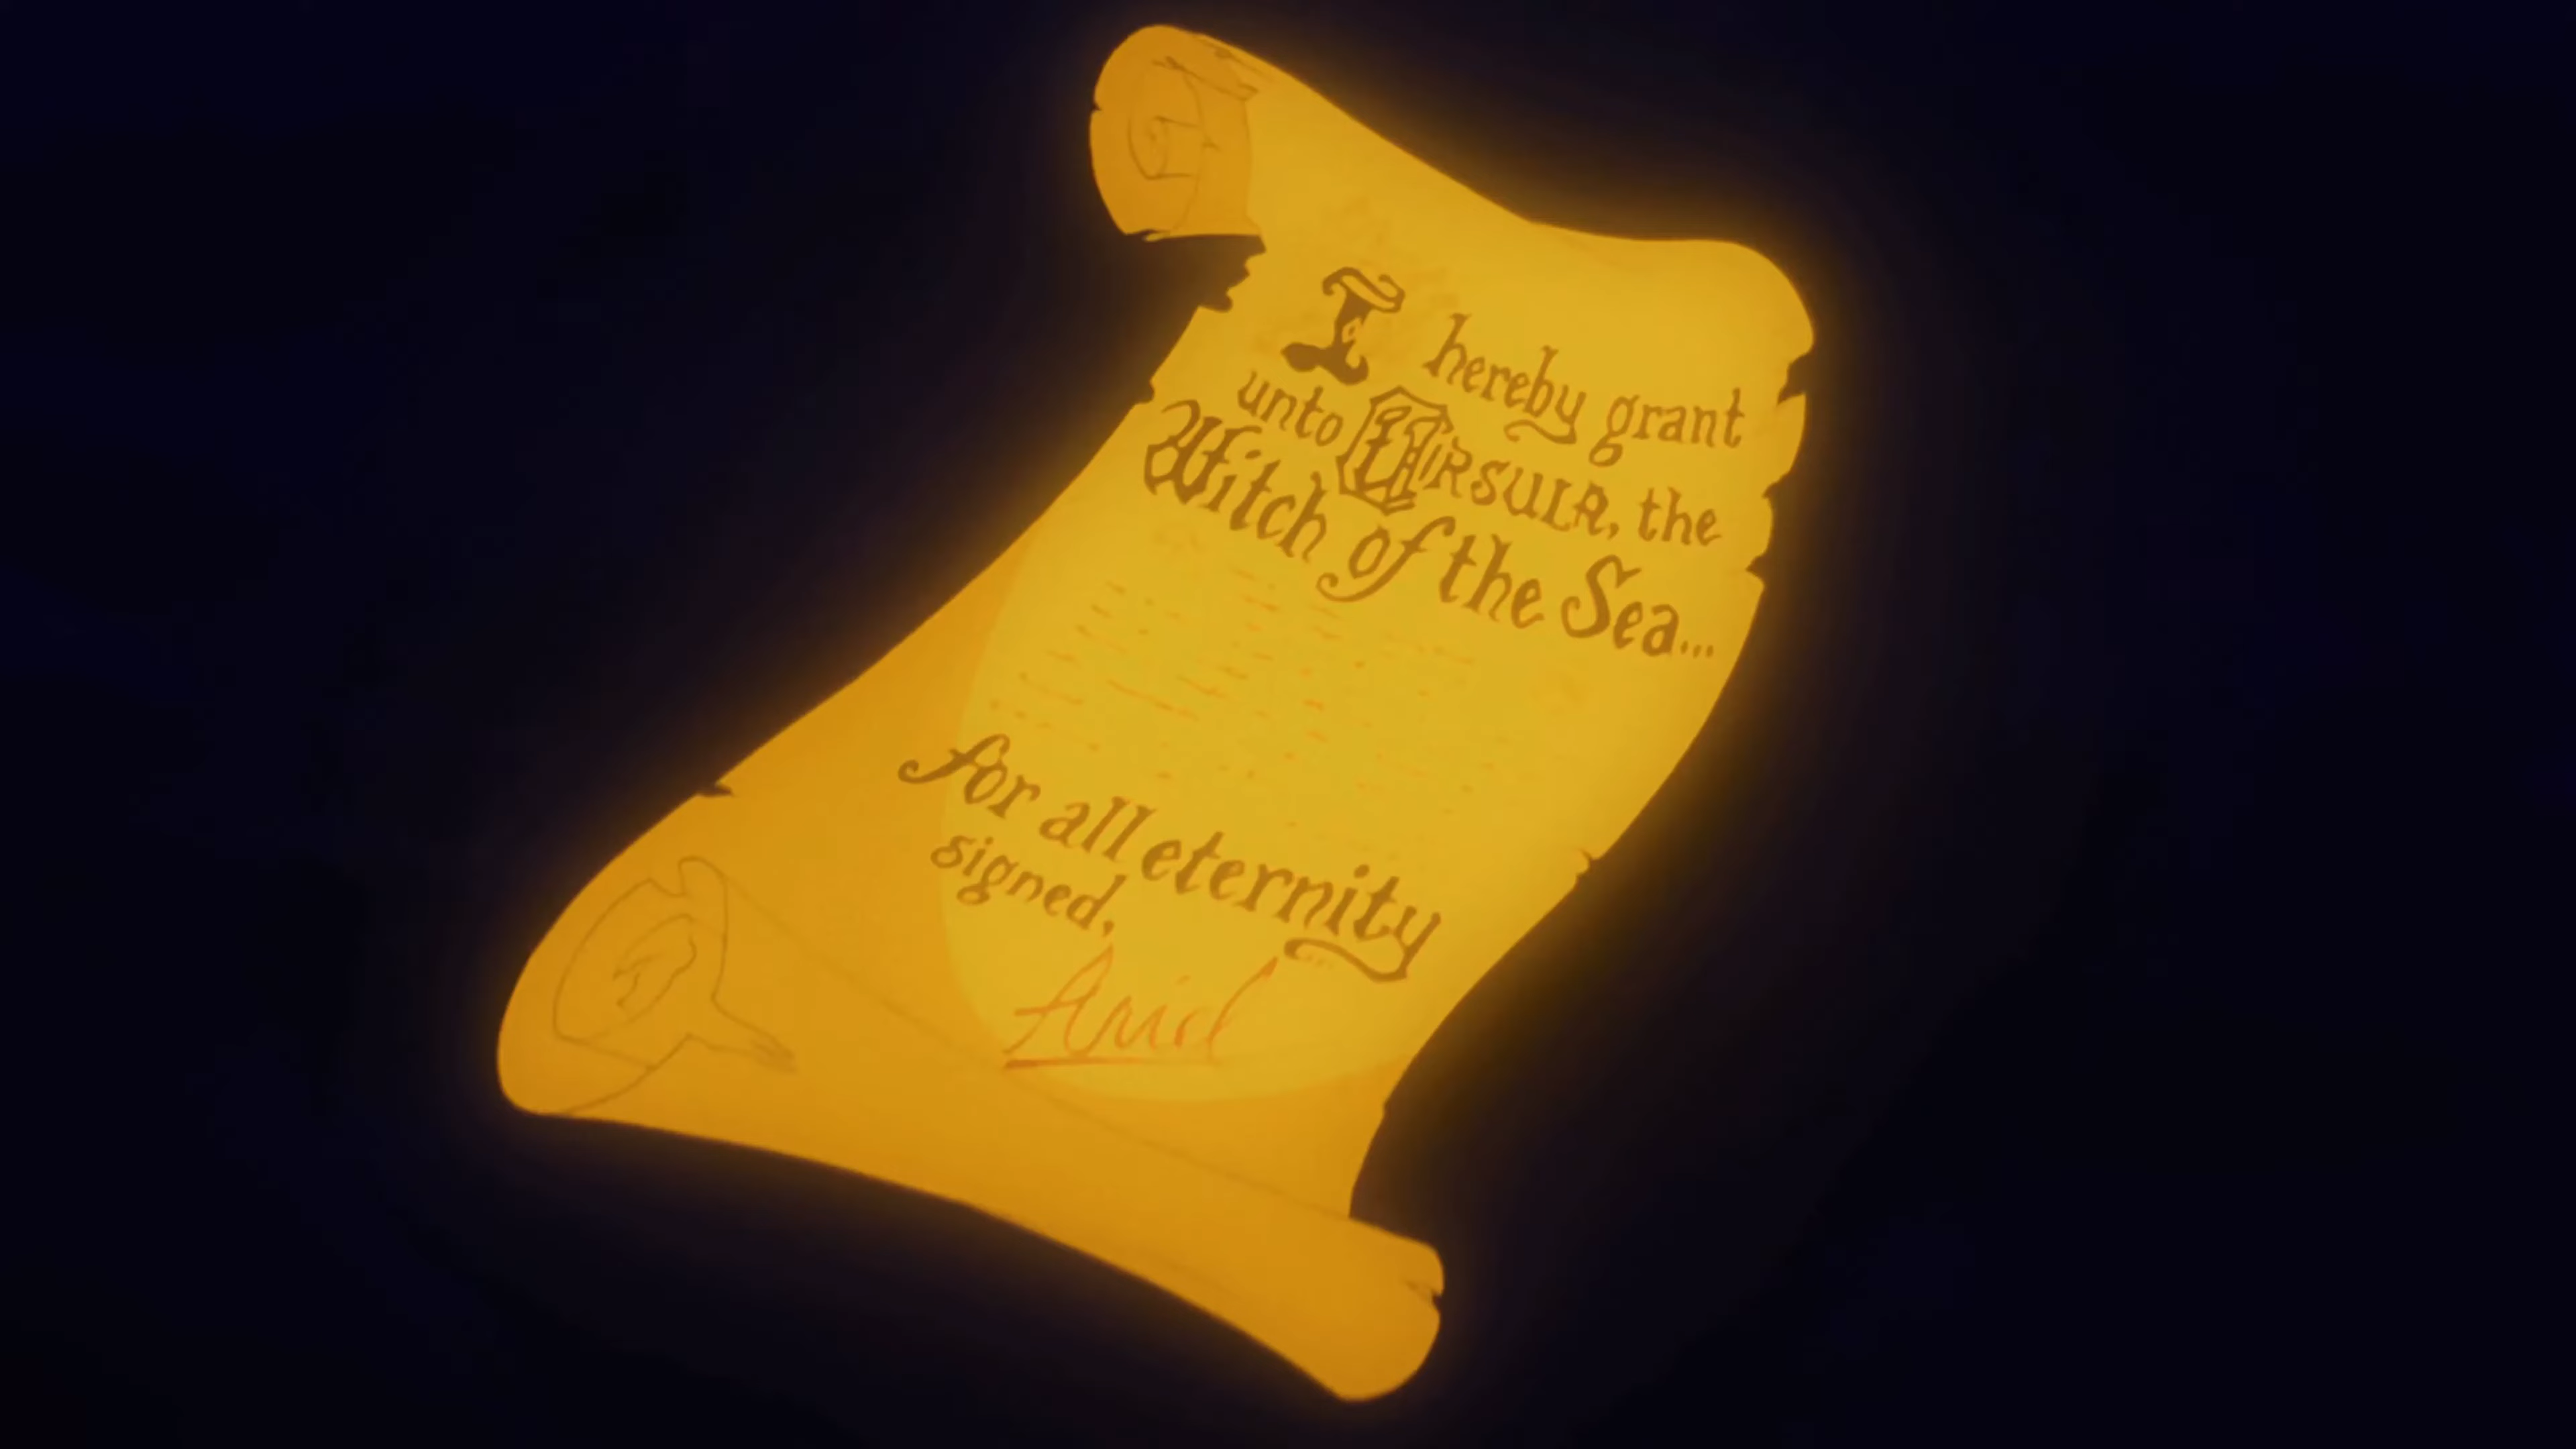 I hereby grant
unto Ursula, the
Witch of the Sea...
for all eternity
signed,
Ariel